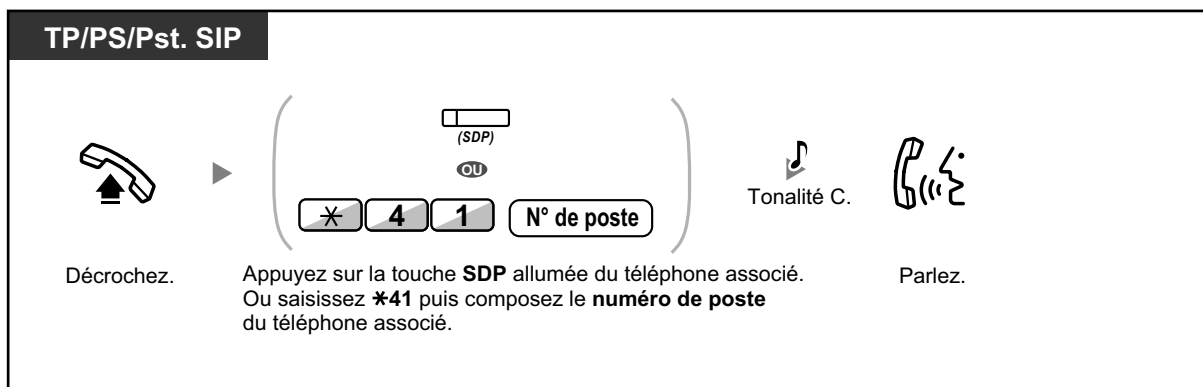 TP/PS/Pst. SIP
(SDP)
OU
* 4 1 N° de poste
Tonalité C.
Décrochez.
Appuyez sur la touche SDP allumée du téléphone associé.
Ou saisissez *41 puis composez le numéro de poste
du téléphone associé.
Parlez.